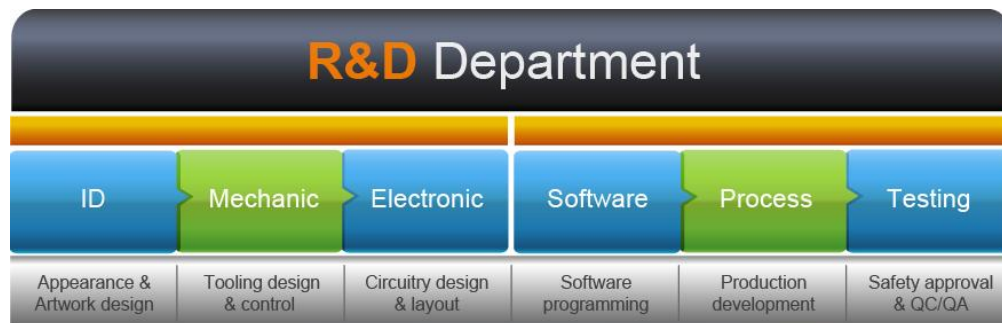 R&D Department
ID
Mechanic
Electronic
Software
Process
Testing
Appearance &
Artwork design
Tooling design
& control
Circuitry design
& layout
Software
programming
Production
development
Safety approval
& QC/QA